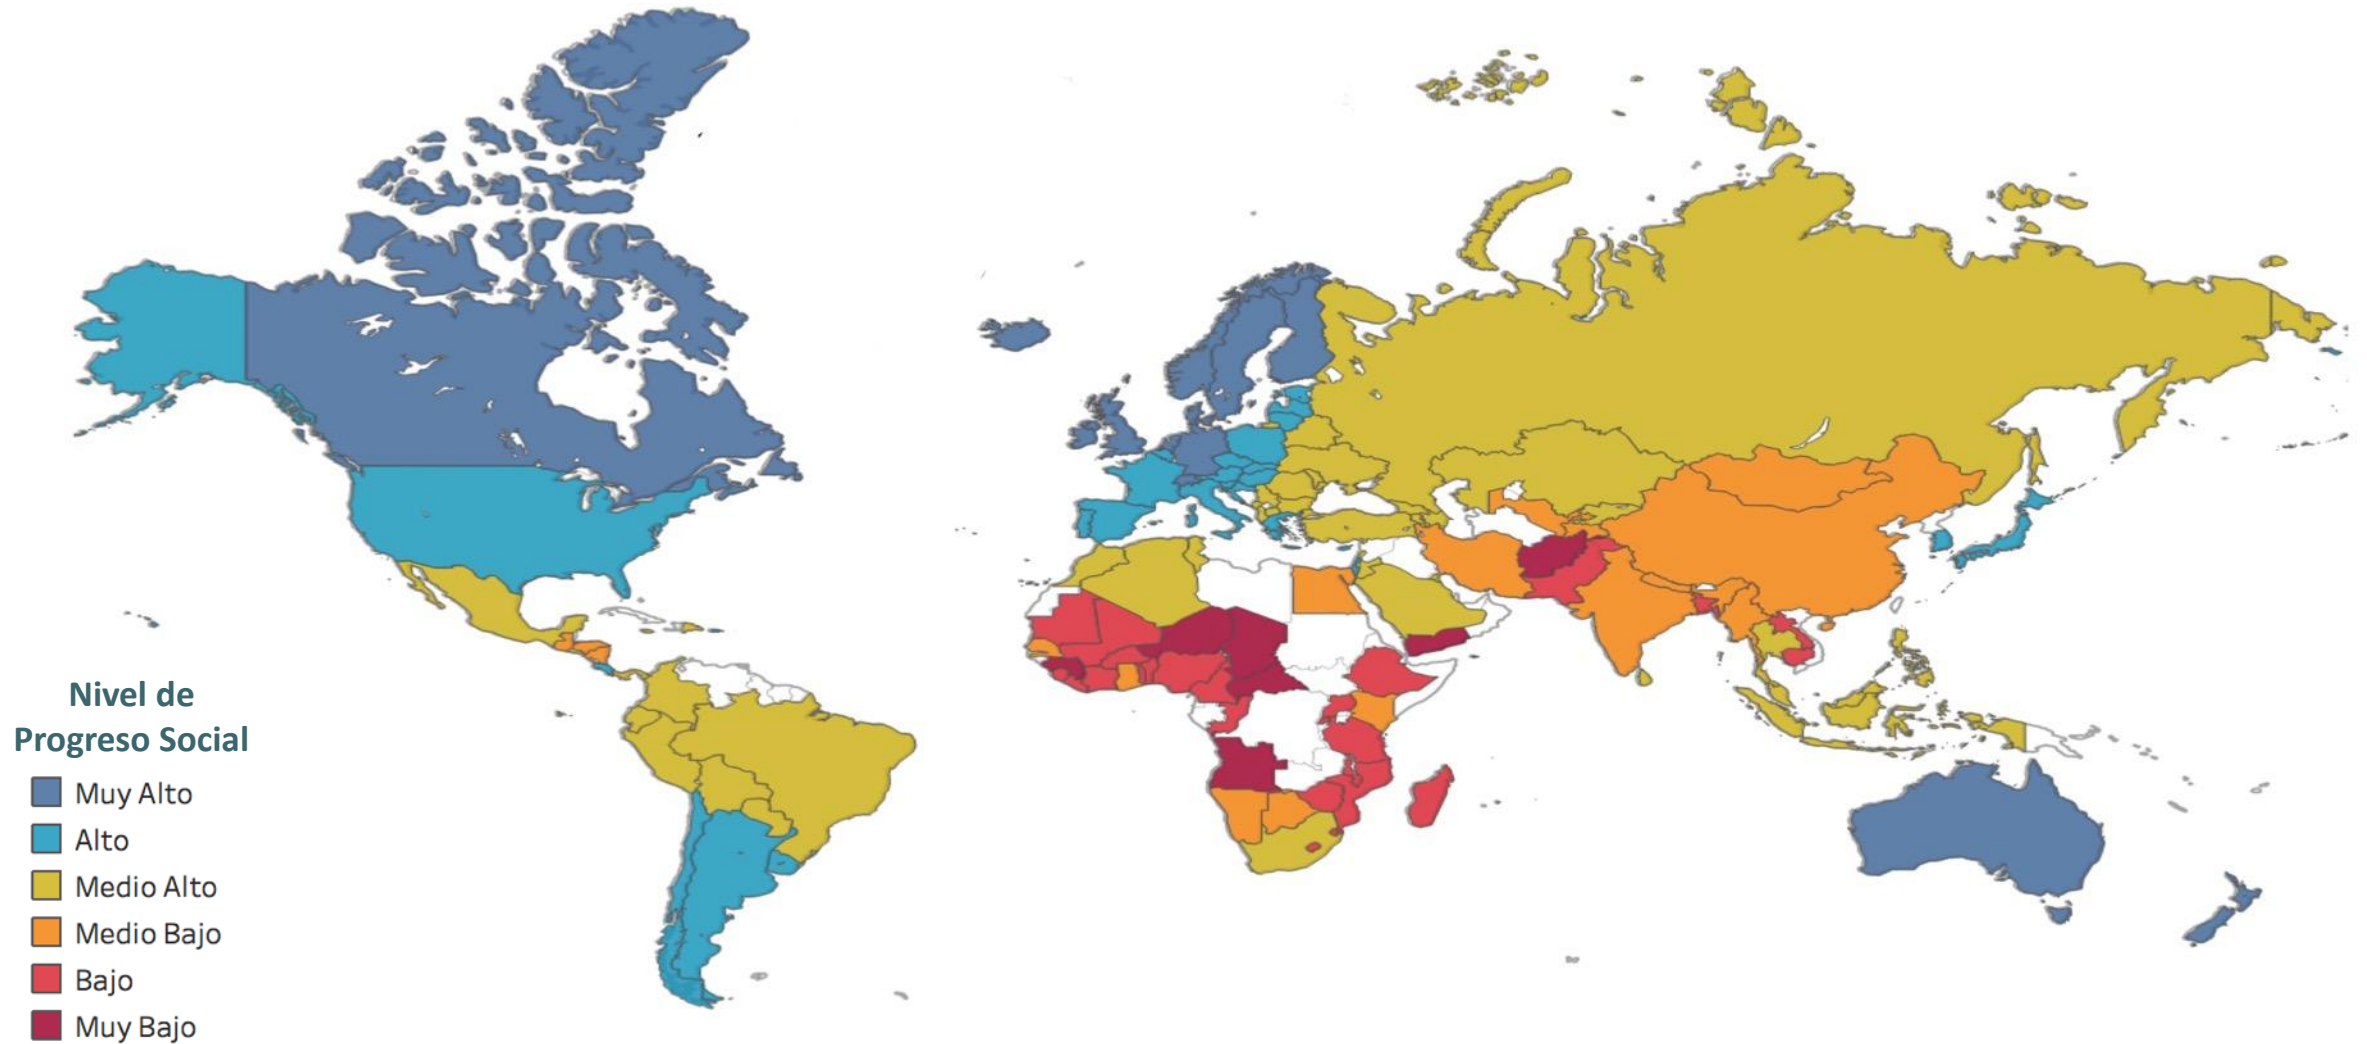 Nivel de
Progreso Social
Muy Alto
Alto
Medio Alto
Medio Bajo
Bajo
Muy Bajo